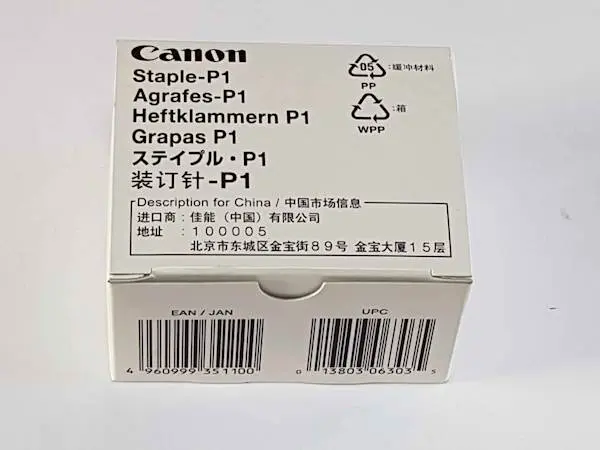 Canon
Staple-P1
Agrafes-P1
Heftklammern P1
Grapas P1
ステイプル・P1
装订针-P1
05 :缓冲材料
PP
:箱
WPP
Description for China / 中国市场信息
进口商:佳能(中国)有限公司
地址 :100005
北京市东城区金宝街89号 金宝大厦15层
EAN / JAN
4 960999 351100
UPC
0 13803 06303 5